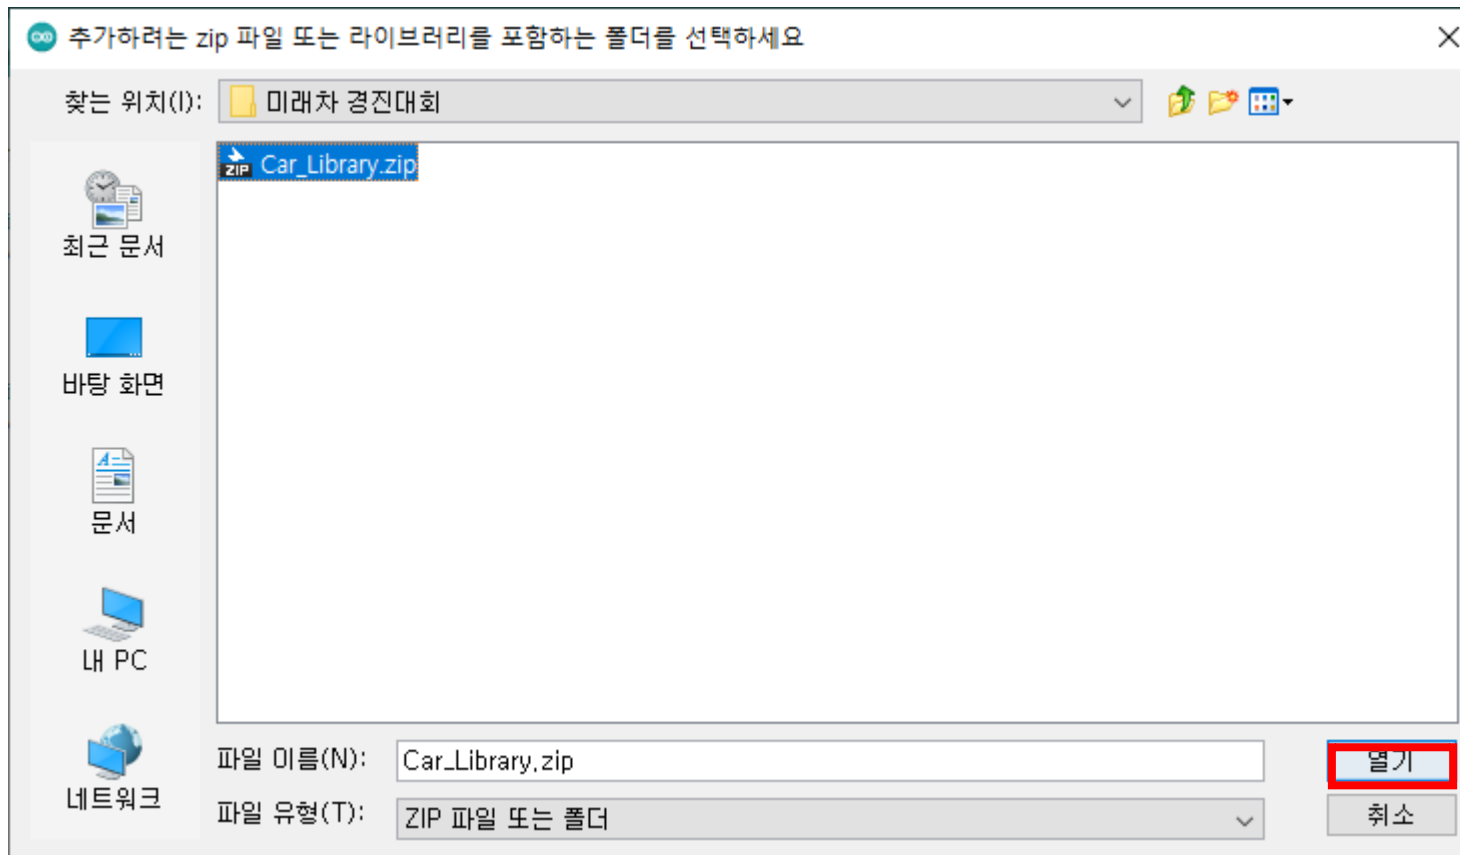 추가하려는 zip 파일 또는 라이브러리를 포함하는 폴더를 선택하세요
찾는 위치(I): 미래차 경진대회
ZIP Car_Library.zip
최근 문서
바탕 화면
문서
내 PC
네트워크
파일 이름(N): Car_Library.zip 열기
파일 유형(T): ZIP 파일 또는 폴더 취소